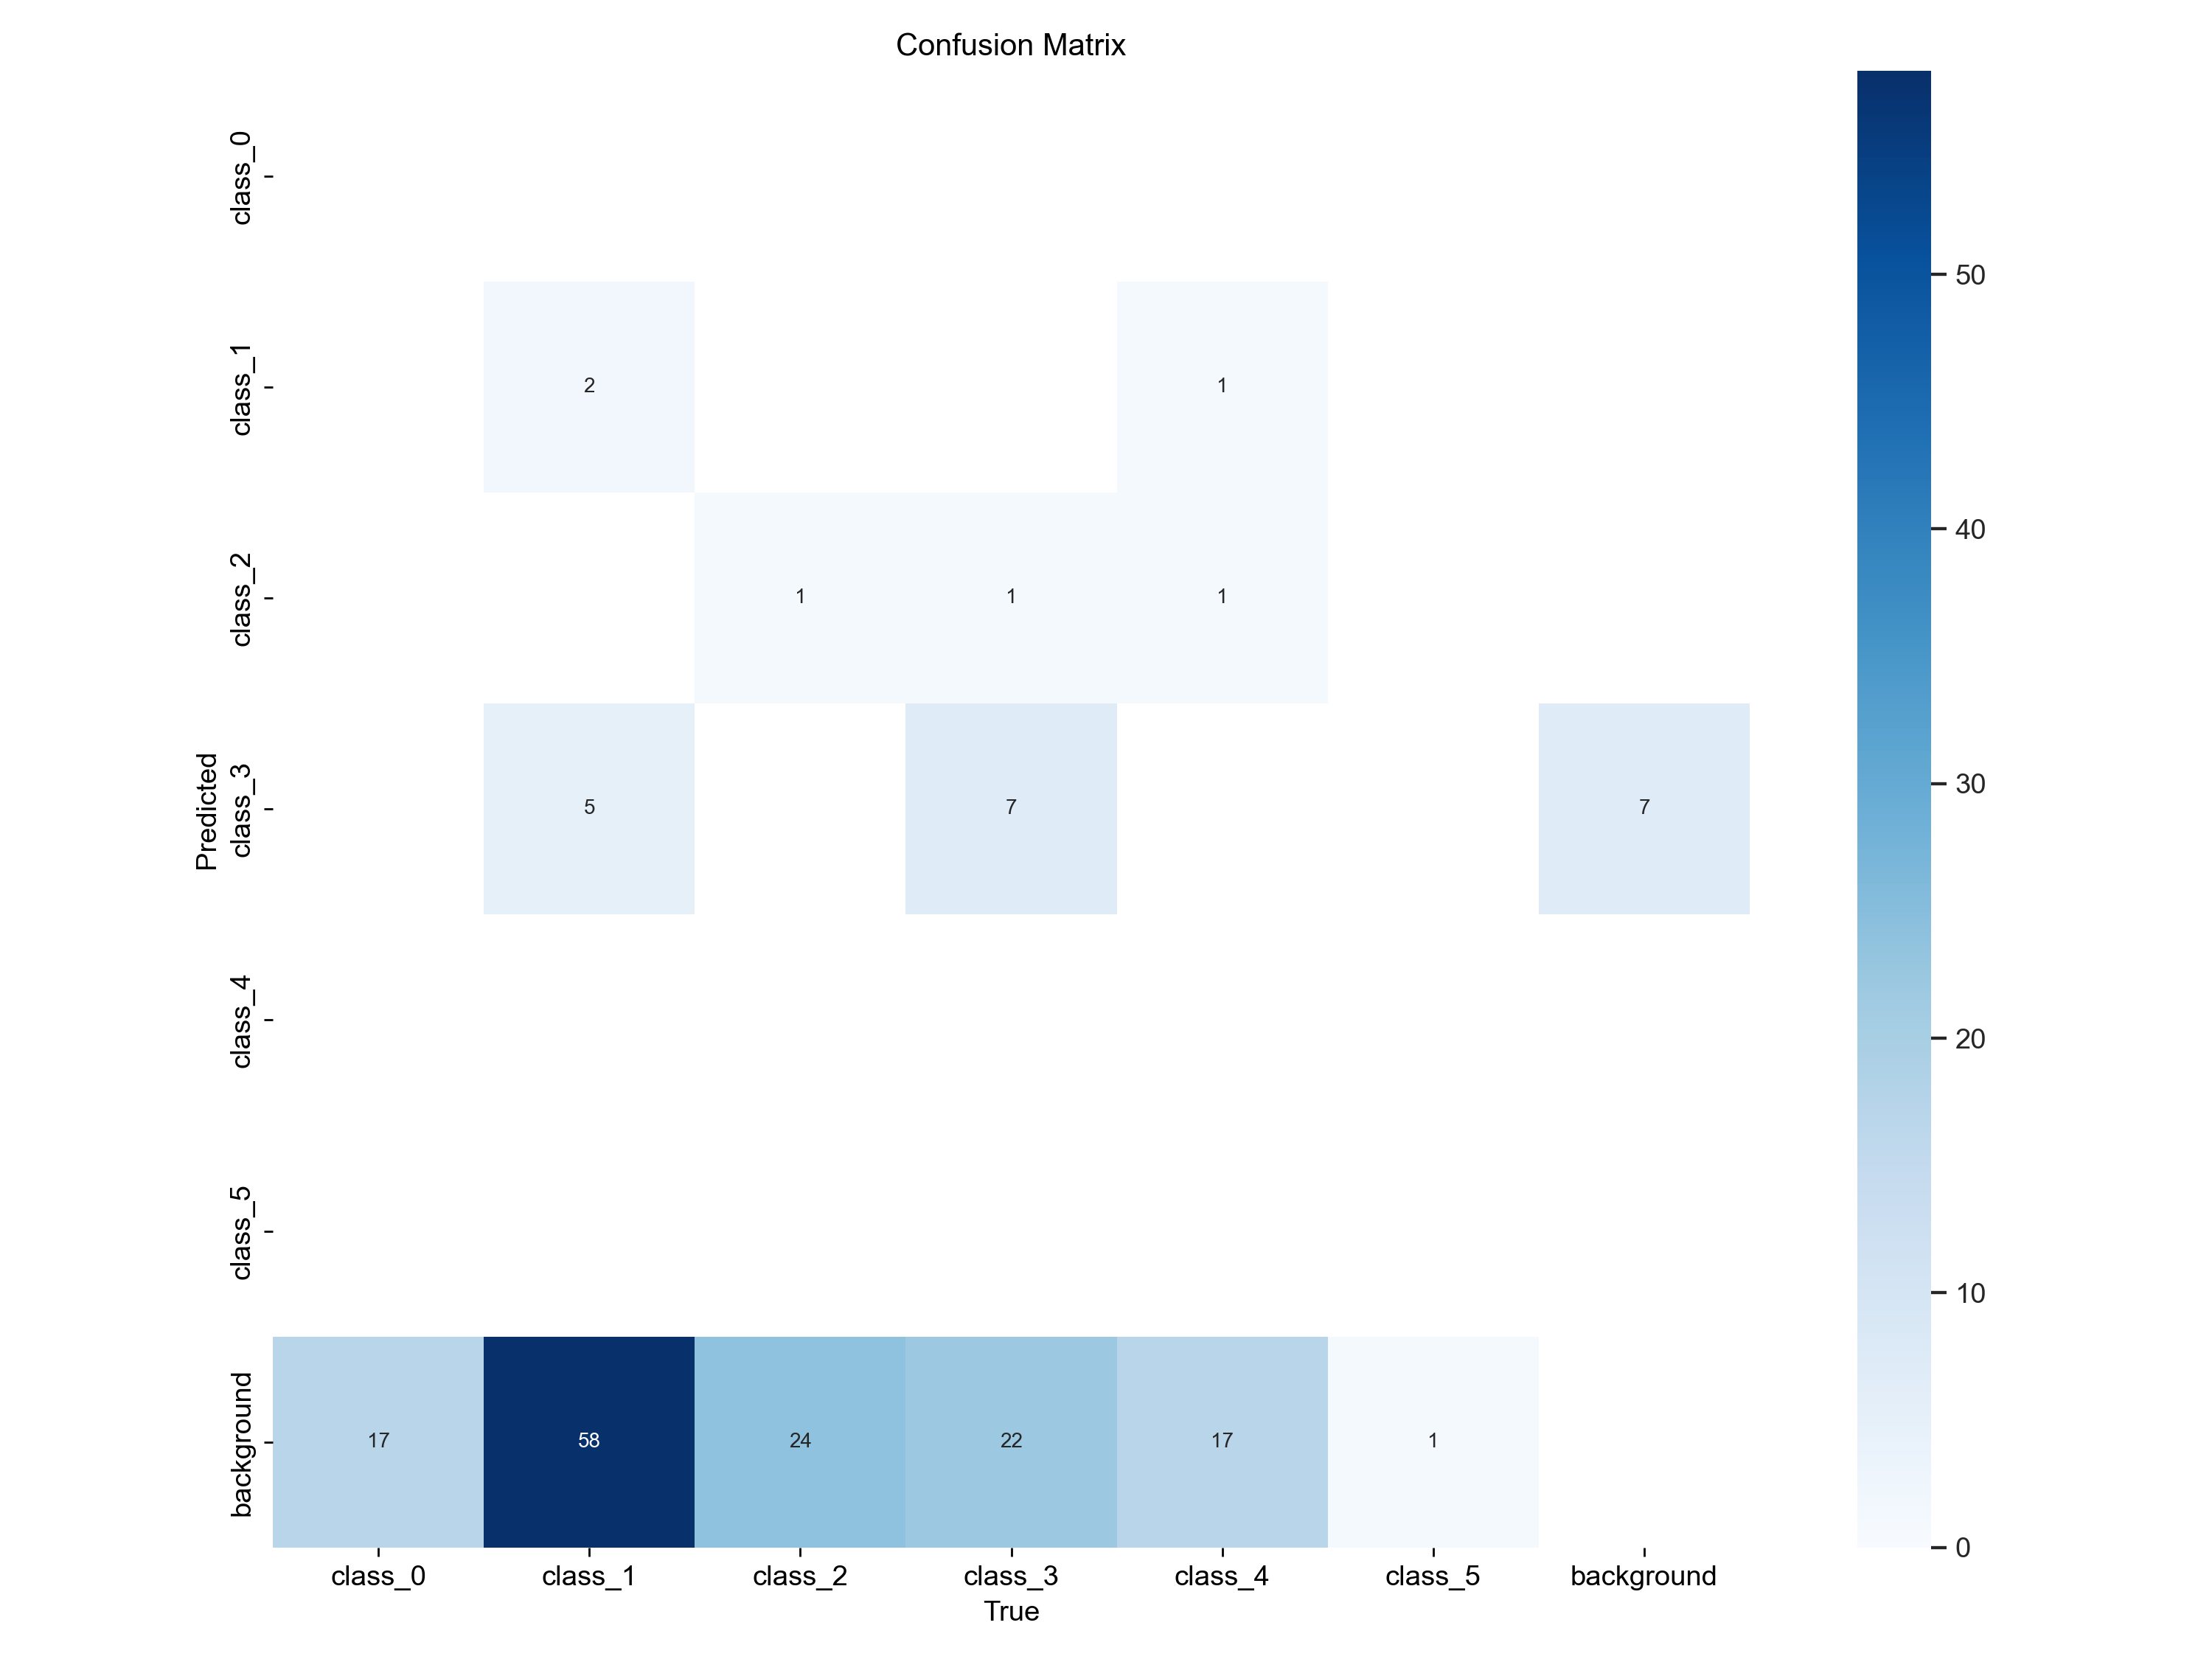 Confusion Matrix
class_0
class_1
2
1
class_2
1
1
1
Predicted
class_3
5
7
7
class_4
class_5
background
17
58
24
22
17
1
class_0
class_1
class_2
class_3
class_4
class_5
background
True
50
40
30
20
10
0